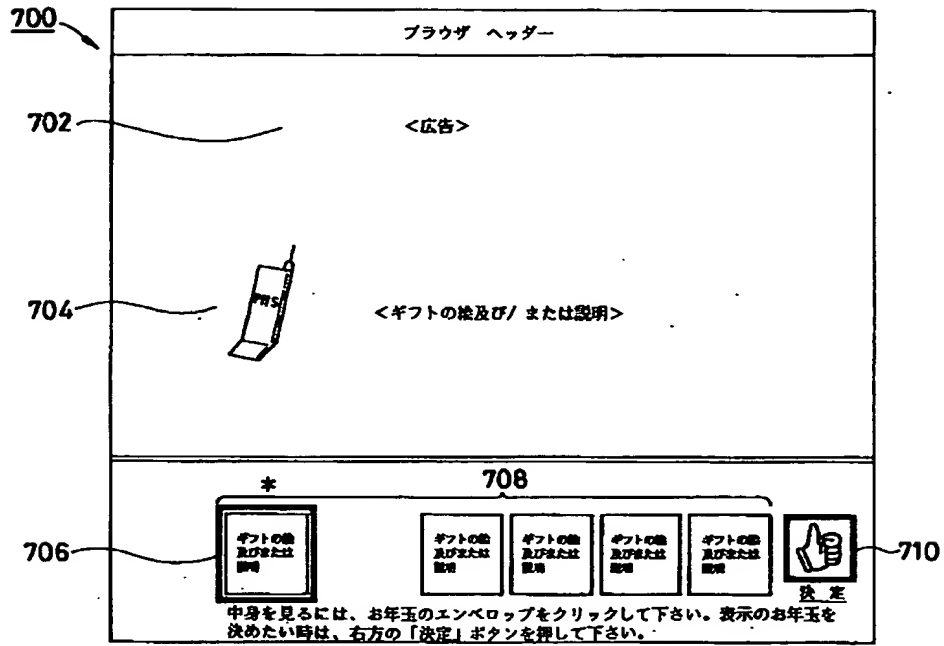 700
ブラウザ ヘッダー
702
<広告>
704
PHS
<ギフトの絵及び/ または説明>
*
708
706
ギフトの絵
及びまたは
説明
ギフトの絵
及びまたは
説明
ギフトの絵
及びまたは
説明
ギフトの絵
及びまたは
説明
ギフトの絵
及びまたは
説明
710
決 定
中身を見るには、お年玉のエンベロップをクリックして下さい。表示のお年玉を
決めたい時は、右方の「決定」ボタンを押して下さい。